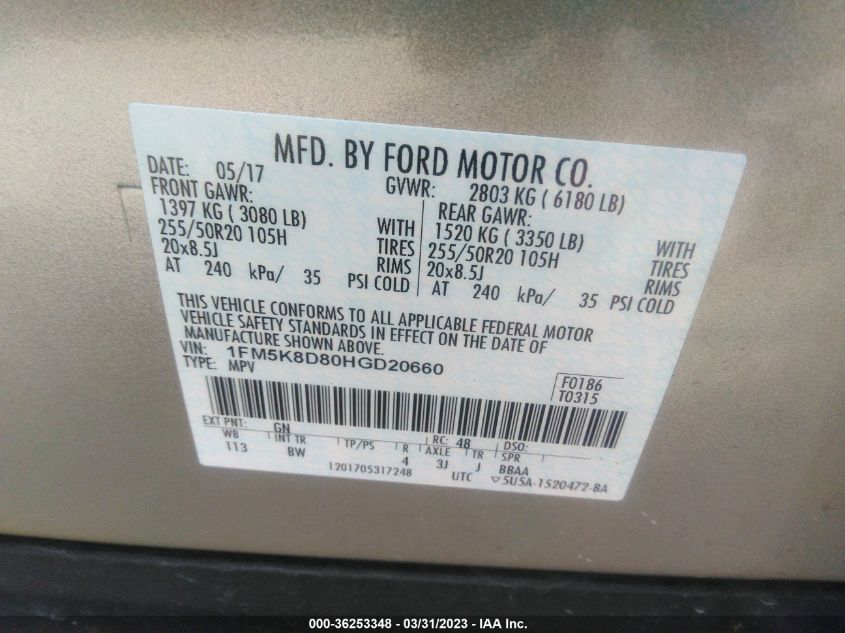 MFD. BY FORD MOTOR CO.
DATE: 05/17 GVWR: 2803 KG ( 6180 LB)
FRONT GAWR: REAR GAWR:
1397 KG ( 3080 LB) WITH 1520 KG ( 3350 LB) WITH
255/50R20 105H TIRES 255/50R20 105H TIRES
20x8.5J RIMS 20x8.5J RIMS
AT 240 kPa/ 35 PSI COLD AT 240 kPa/ 35 PSI COLD
THIS VEHICLE CONFORMS TO ALL APPLICABLE FEDERAL MOTOR
VEHICLE SAFETY STANDARDS IN EFFECT ON THE DATE OF
MANUFACTURE SHOWN ABOVE.
VIN: 1FM5K8D80HGD20660
TYPE: MPV
F0186
T0315
EXT PNT: GN RC: 48 DSO:
WB INT TR TP/PS R AXLE TR SPR
113 BW 4 3J J BBAA
1201705317248 UTC ▽5U5A-1520472-BA
000-36253348 - 03/31/2023 - IAA Inc.